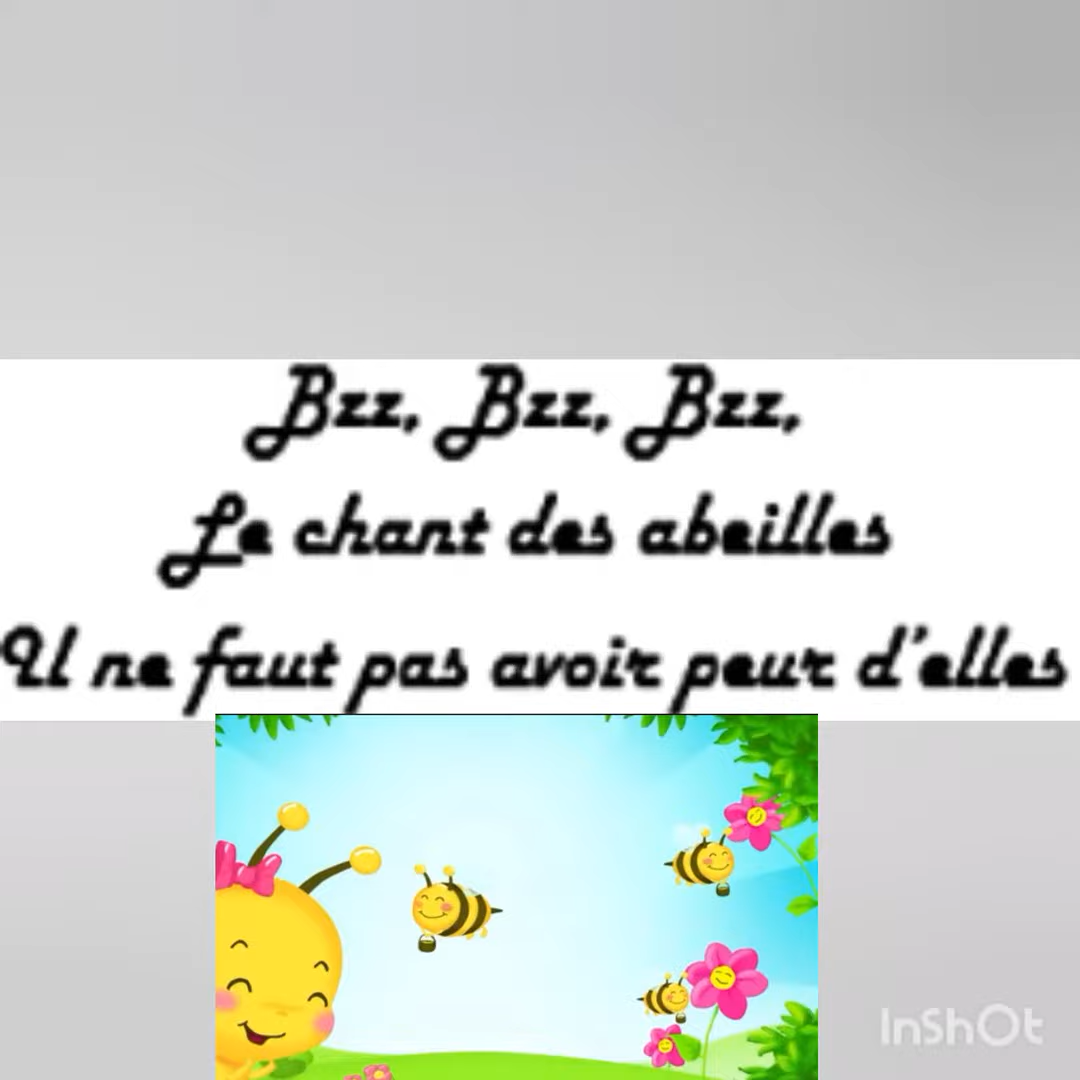 Bzz, Bzz, Bzz,
Le chant des abeilles
Il ne faut pas avoir peur d'elles
InShOt